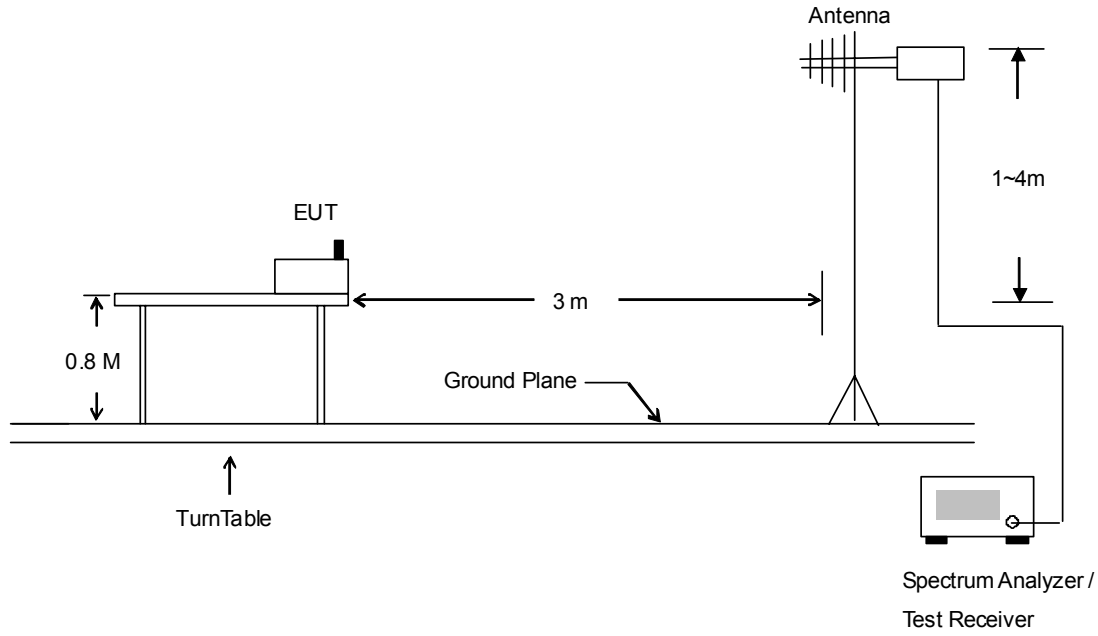 Antenna
1~4m
EUT
3 m
0.8 M
Ground Plane
TurnTable
Spectrum Analyzer /
Test Receiver